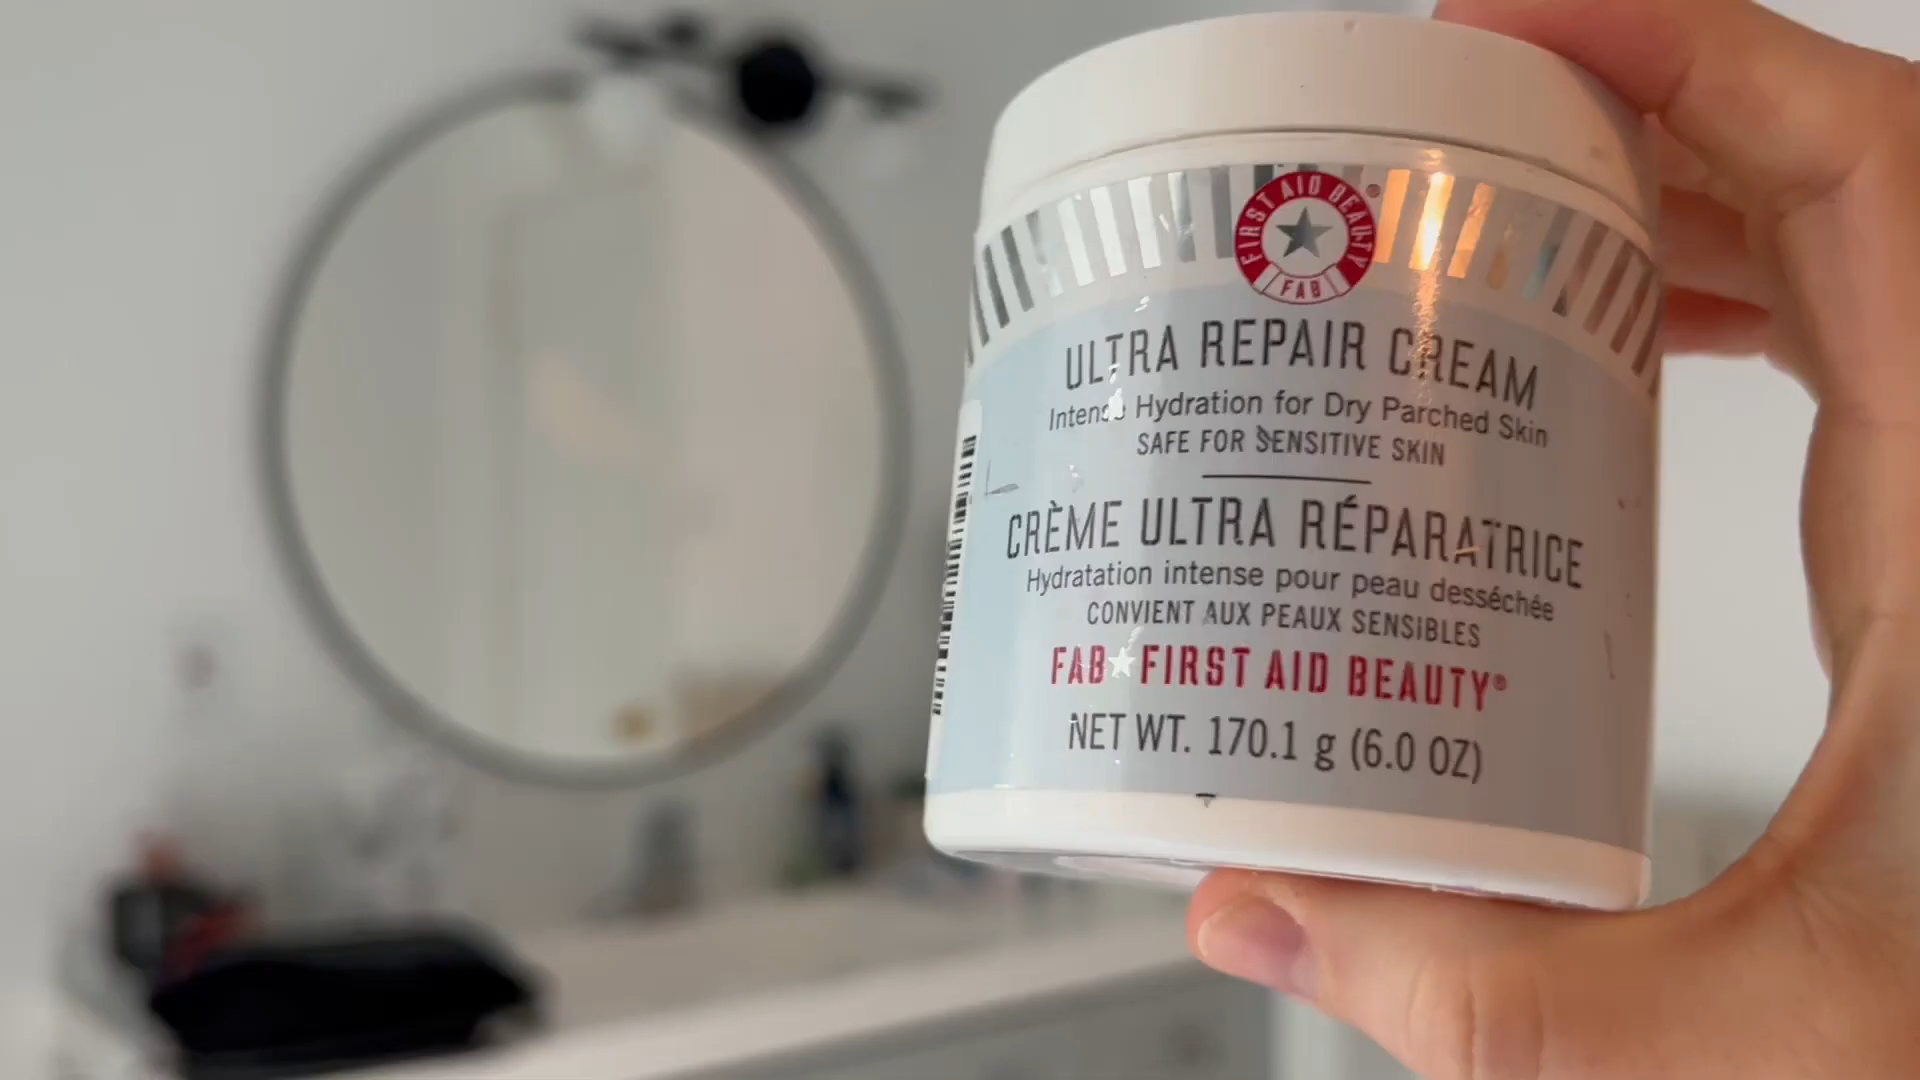 FIRST AID BEAUTY®
FAB
ULTRA REPAIR CREAM
Intense Hydration for Dry Parched Skin
SAFE FOR SENSITIVE SKIN
CRÈME ULTRA RÉPARATRICE
Hydratation intense pour peau desséchée
CONVIENT AUX PEAUX SENSIBLES
FAB★FIRST AID BEAUTY®
NET WT. 170.1 g (6.0 OZ)